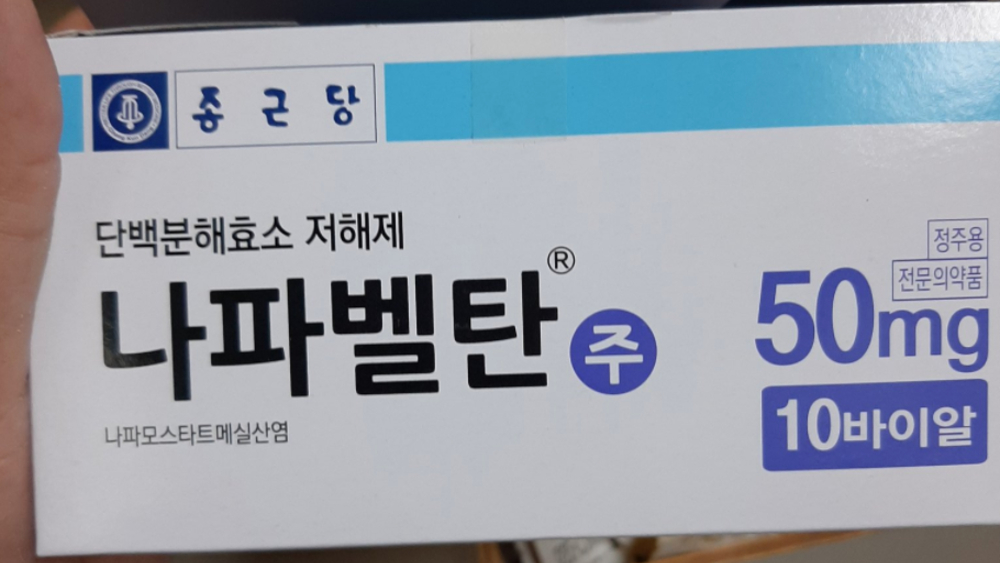 종근당
단백분해효소 저해제
나파벨탄® 주
나파모스타트메실산염
정주용
전문의약품
50mg
10바이알